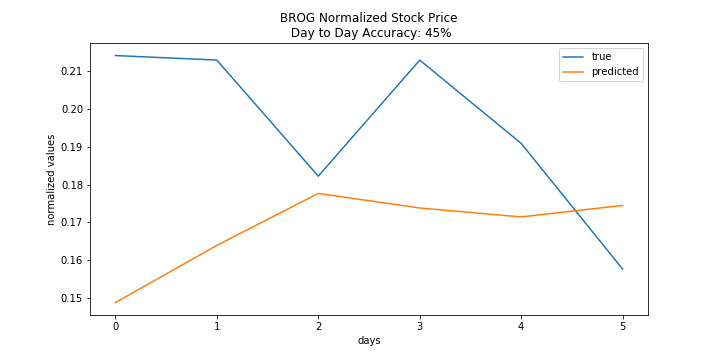 BROG Normalized Stock Price
Day to Day Accuracy: 45%
true
predicted
normalized values
0.21
0.20
0.19
0.18
0.17
0.16
0.15
0
1
2
3
4
5
days